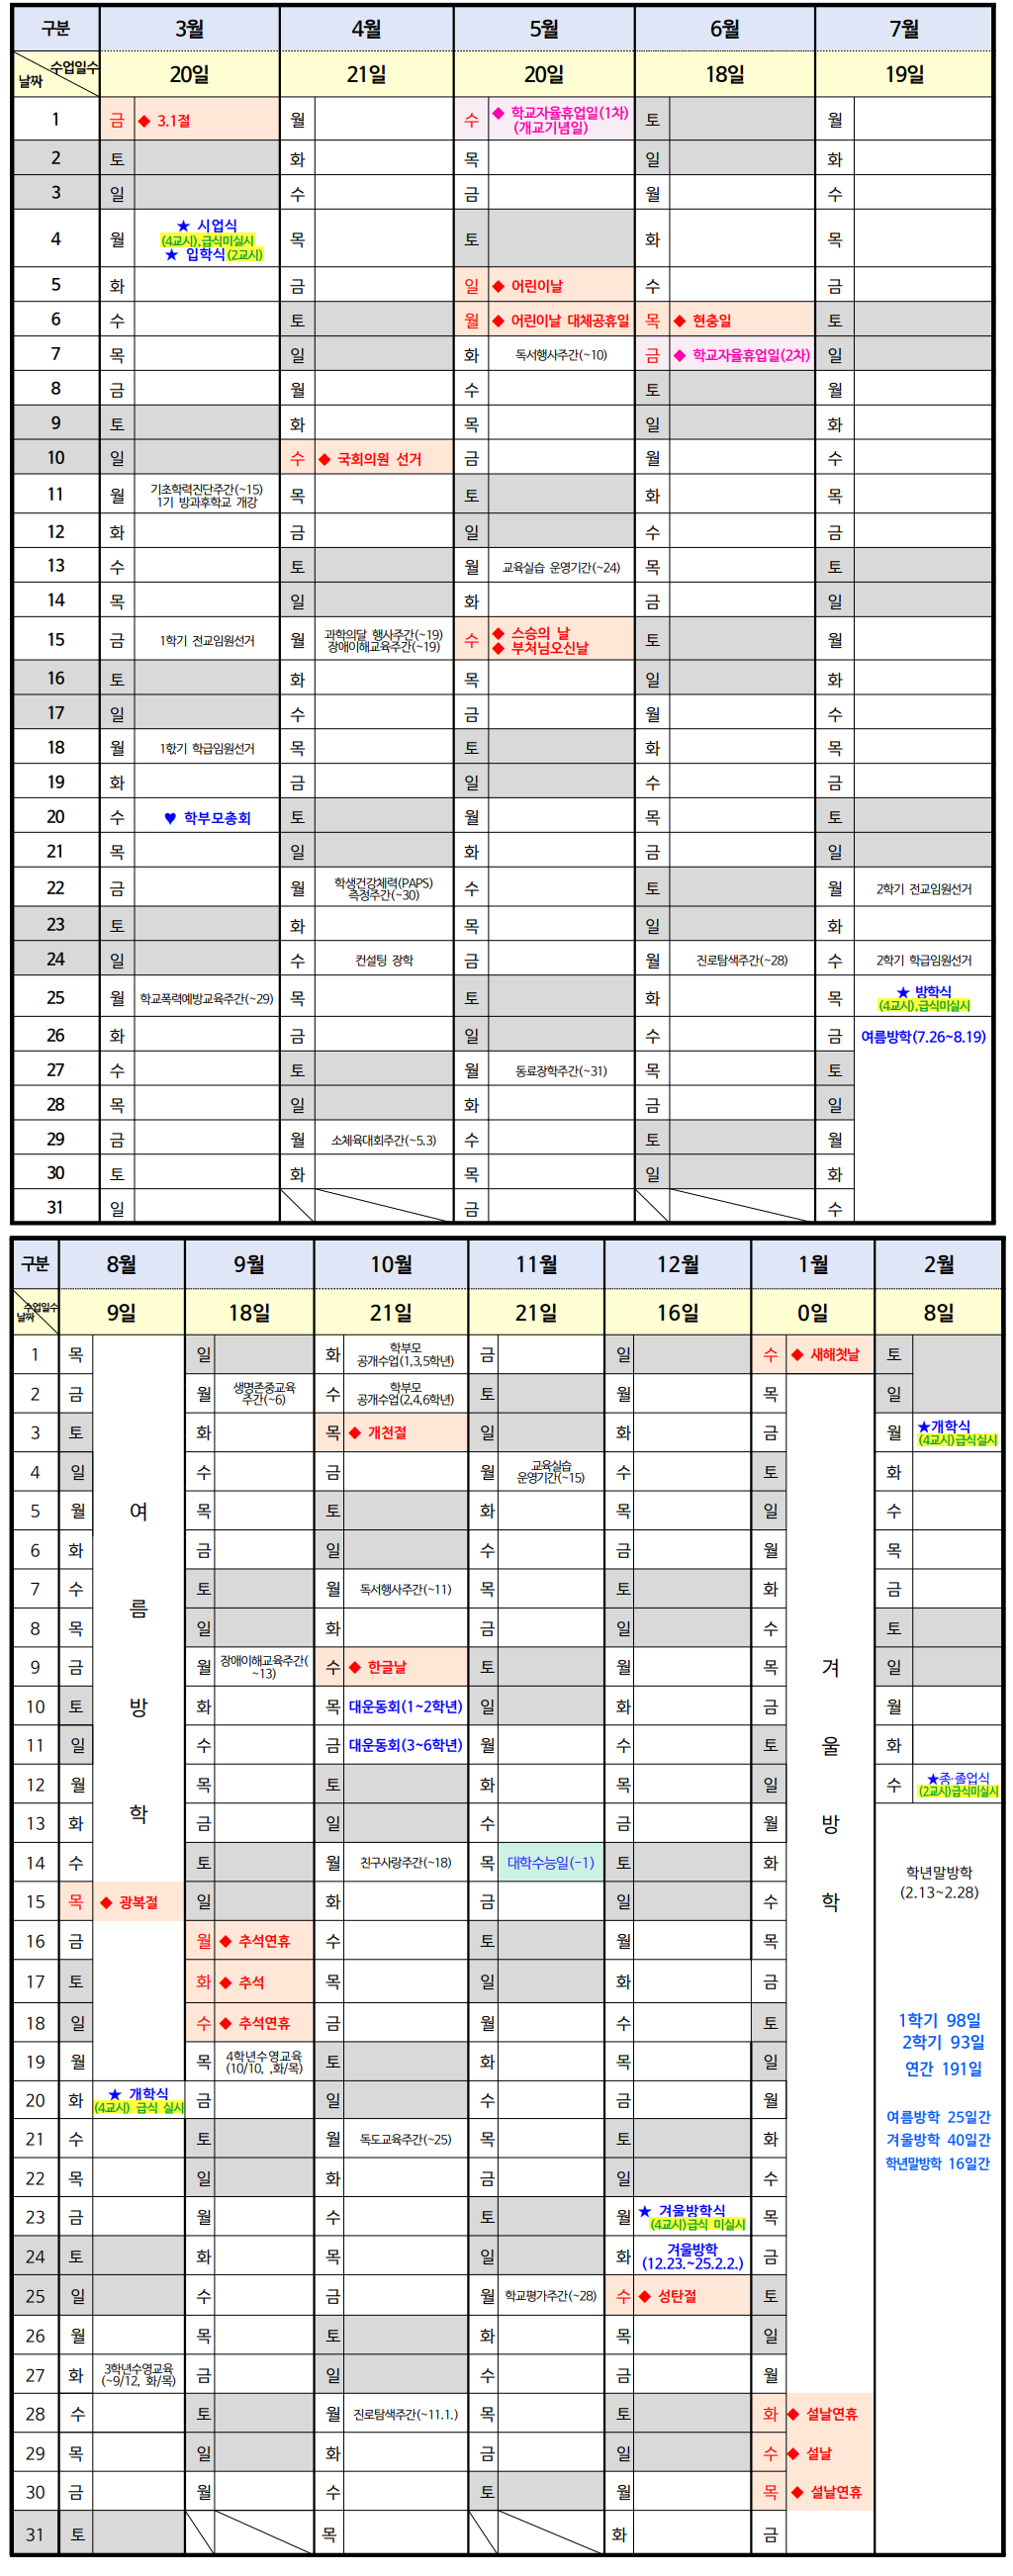 구분 3월 4월 5월 6월 7월
수업일수 날짜 20일 21일 20일 18일 19일
1 금 ◆ 3.1절 월 수 ◆ 학교자율휴업일(1차) (개교기념일) 토 월
2 토 화 목 일 화
3 일 수 금 월 수
4 월 ★ 시업식 (4교시),급식미실시 ★ 입학식(2교시) 목 토 화 목
5 화 금 일 ◆ 어린이날 수 금
6 수 토 월 ◆ 어린이날 대체공휴일 목 ◆ 현충일 토
7 목 일 화 독서행사주간(~10) 금 ◆ 학교자율휴업일(2차) 일
8 금 월 수 토 월
9 토 화 목 일 화
10 일 수 ◆ 국회의원 선거 금 월 수
11 월 기초학력진단주간(~15) 1기 방과후학교 개강 목 토 화 목
12 화 금 일 수 금
13 수 토 월 교육실습 운영기간(~24) 목 토
14 목 일 화 금 일
15 금 1학기 전교임원선거 월 과학의달 행사주간(~19) 장애이해교육주간(~19) 수 ◆ 스승의 날 ◆ 부처님오신날 토 월
16 토 화 목 일 화
17 일 수 금 월 수
18 월 1핛기 학급임원선거 목 토 화 목
19 화 금 일 수 금
20 수 ♥ 학부모총회 토 월 목 토
21 목 일 화 금 일
22 금 월 학생건강체력(PAPS) 측정주간(~30) 수 토 월 2학기 전교임원선거
23 토 화 목 일 화
24 일 수 컨설팅 장학 금 월 진로탐색주간(~28) 수 2학기 학급임원선거
25 월 학교폭력예방교육주간(~29) 목 토 화 목 ★ 방학식 (4교시),급식미실시
26 화 금 일 수 금 여름방학(7.26~8.19)
27 수 토 월 동료장학주간(~31) 목 토
28 목 일 화 금 일
29 금 월 소체육대회주간(~5.3) 수 토 월
30 토 화 목 일 화
31 일 금 수
구분 8월 9월 10월 11월 12월 1월 2월
수업일수 날짜 9일 18일 21일 21일 16일 0일 8일
1 목 일 화 학부모 공개수업(1,3,5학년) 금 일 수 ◆ 새해첫날 토
2 금 월 생명존중교육 주간(~6) 수 학부모 공개수업(2,4,6학년) 토 월 목 일
3 토 화 목 ◆ 개천절 일 화 금 월 ★개학식 (4교시)급식실시
4 일 수 금 월 교육실습 운영기간(~15) 수 토 화
5 월 여 목 토 화 목 일 수
6 화 금 일 수 금 월 목
7 수 름 토 월 독서행사주간(~11) 목 토 화 금
8 목 일 화 금 일 수 토
9 금 월 장애이해교육주간( ~13) 수 ◆ 한글날 토 월 목 겨 일
10 토 방 화 목 대운동회(1~2학년) 일 화 금 월
11 일 수 금 대운동회(3~6학년) 월 수 토 울 화
12 월 목 토 화 목 일 수 ★종·졸업식 (2교시)급식미실시
13 화 학 금 일 수 금 월 방
14 수 토 월 친구사랑주간(~18) 목 대학수능일(-1) 토 화 학년말방학 (2.13~2.28)
15 목 ◆ 광복절 일 화 금 일 수 학
16 금 월 ◆ 추석연휴 수 토 월 목
17 토 화 ◆ 추석 목 일 화 금
18 일 수 ◆ 추석연휴 금 월 수 토 1학기 98일 2학기 93일
19 월 목 4학년수영교육 (10/10, ,화/목) 토 화 목 일 연간 191일
20 화 ★ 개학식 (4교시) 급식 실시 금 일 수 금 월 여름방학 25일간
21 수 토 월 독도교육주간(~25) 목 토 화 겨울방학 40일간
22 목 일 화 금 일 수 학년말방학 16일간
23 금 월 수 토 월 ★ 겨울방학식 (4교시)급식 미실시 목
24 토 화 목 일 화 겨울방학 (12.23.~25.2.2.) 금
25 일 수 금 월 학교평가주간(~28) 수 ◆ 성탄절 토
26 월 목 토 화 목 일
27 화 3학년수영교육 (~9/12, 화/목) 금 일 수 금 월
28 수 토 월 진로탐색주간(~11.1.) 목 토 화 ◆ 설날연휴
29 목 일 화 금 일 수 ◆ 설날
30 금 월 수 토 월 목 ◆ 설날연휴
31 토 목 화 금